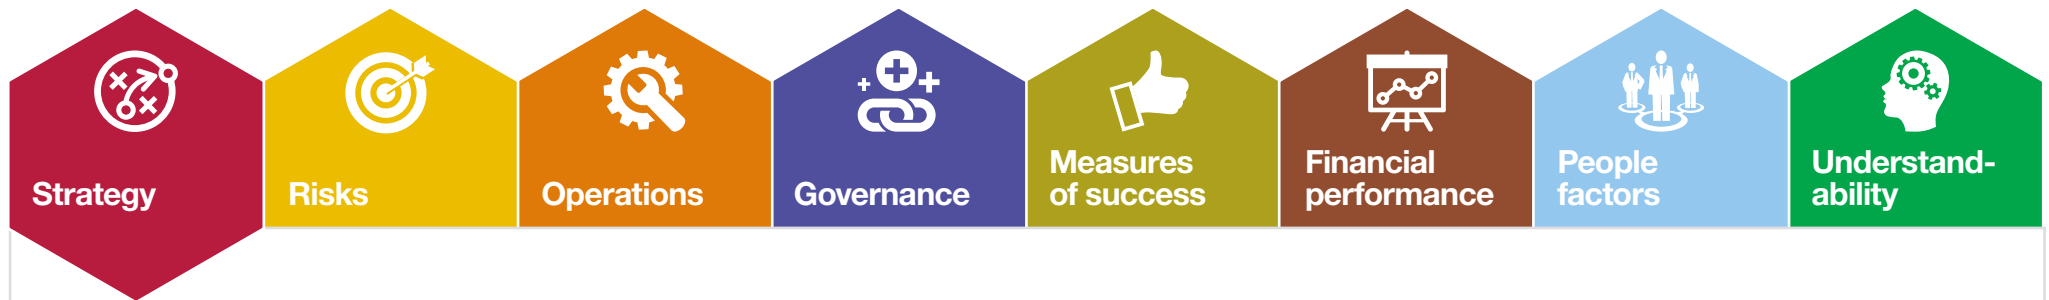 Strategy
Risks
Operations
Governance
Measures
of success
Financial
performance
People
factors
Understand-
ability